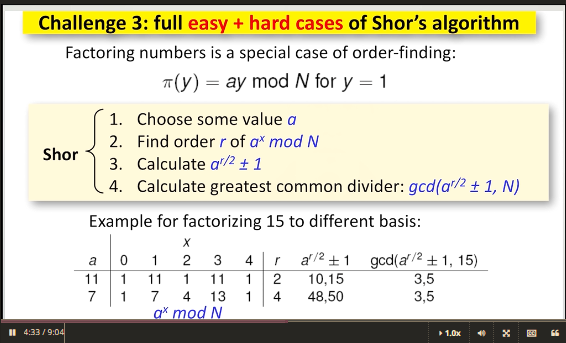 Challenge 3: full easy + hard cases of Shor's algorithm
Factoring numbers is a special case of order-finding:
π(y) = ay mod N for y = 1
Shor
1. Choose some value a
2. Find order r of aˣ mod N
3. Calculate a^r/2 ± 1
4. Calculate greatest common divider: gcd(a^r/2 ± 1, N)
Example for factorizing 15 to different basis:
x
a 0 1 2 3 4 r a^r/2 ± 1 gcd(a^r/2 ± 1, 15)
11 1 11 1 11 1 2 10,15 3,5
7 1 7 4 13 1 4 48,50 3,5
aˣ mod N
4:33 / 9:04 1.0x